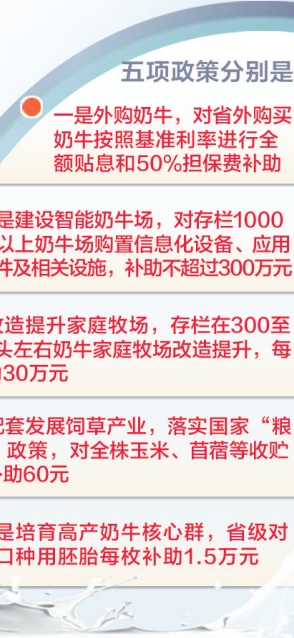 五项政策分别是
一是外购奶牛，对省外购买
奶牛按照基准利率进行全
额贴息和50%担保费补助
是建设智能奶牛场，对存栏1000
以上奶牛场购置信息化设备、应用
件及相关设施，补助不超过300万元
改造提升家庭牧场，存栏在300至
头左右奶牛家庭牧场改造提升，每
30万元
配套发展饲草产业，落实国家“粮
政策，对全株玉米、苜蓿等收贮
助60元
是培育高产奶牛核心群，省级对
口种用胚胎每枚补助1.5万元